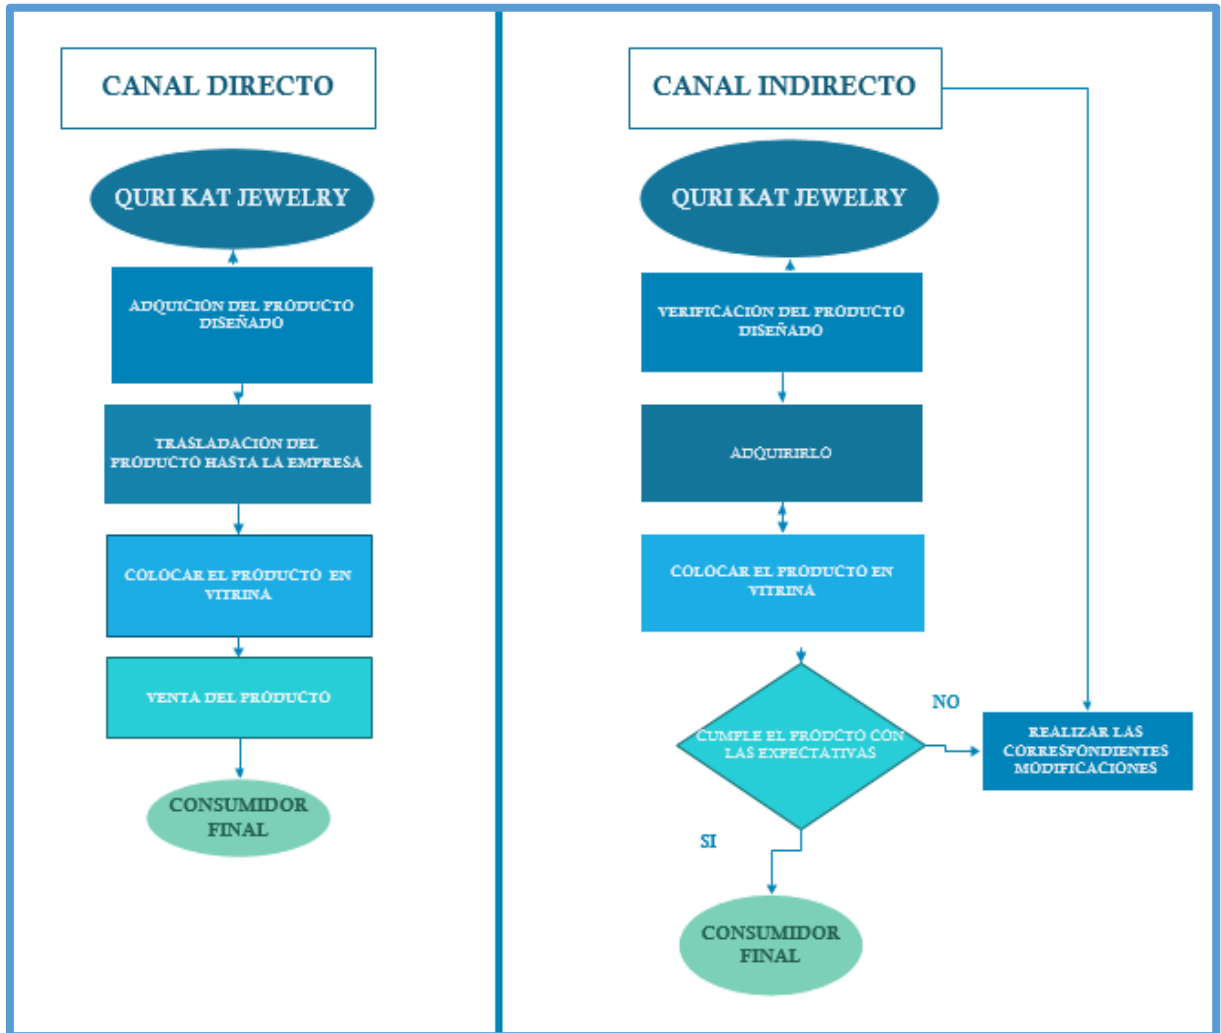 CANAL DIRECTO
QURI KAT JEWELRY
ADQUICIÓN DEL PRODUCTO
DISEÑADO
TRASLADACIÓN DEL
PRODUCTO HASTA LA EMPRESA
COLOCAR EL PRODUCTO EN
VITRINA
VENTA DEL PRODUCTO
CONSUMIDOR
FINAL
CANAL INDIRECTO
QURI KAT JEWELRY
VERIFICACIÓN DEL PRODUCTO
DISEÑADO
ADQUIRIRLO
COLOCAR EL PRODUCTO EN
VITRINA
CUMPLE EL PRODCTO CON
LAS EXPECTATIVAS
NO
REALIZAR LAS
CORRESPONDIENTES
MODIFICACIONES
SI
CONSUMIDOR
FINAL